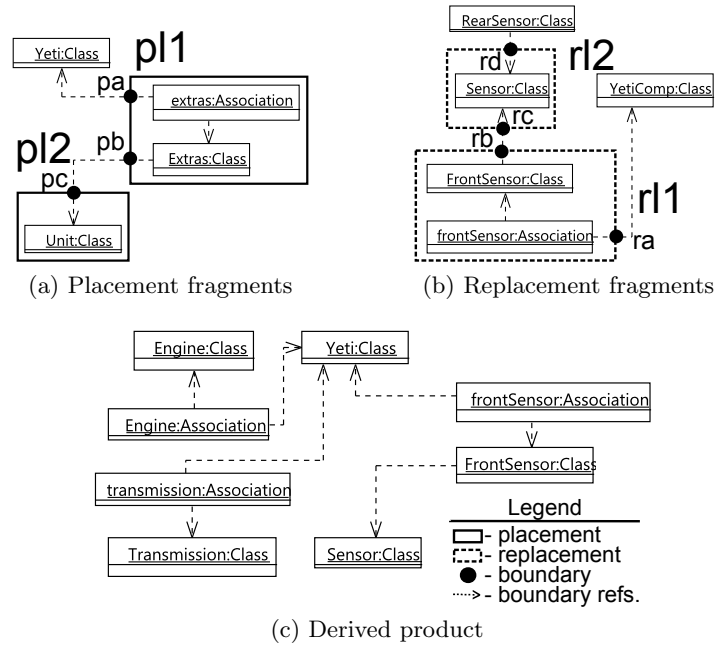 Yeti:Class
pl1
pa
extras:Association
pb
Extras:Class
pl2
pc
Unit:Class
(a) Placement fragments
RearSensor:Class
rd
rl2
Sensor:Class
YetiComp:Class
rc
rb
FrontSensor:Class
rl1
frontSensor:Association
ra
(b) Replacement fragments
Engine:Class
Yeti:Class
Engine:Association
frontSensor:Association
transmission:Association
FrontSensor:Class
Transmission:Class
Sensor:Class
Legend
- placement
- replacement
- boundary
- boundary refs.
(c) Derived product